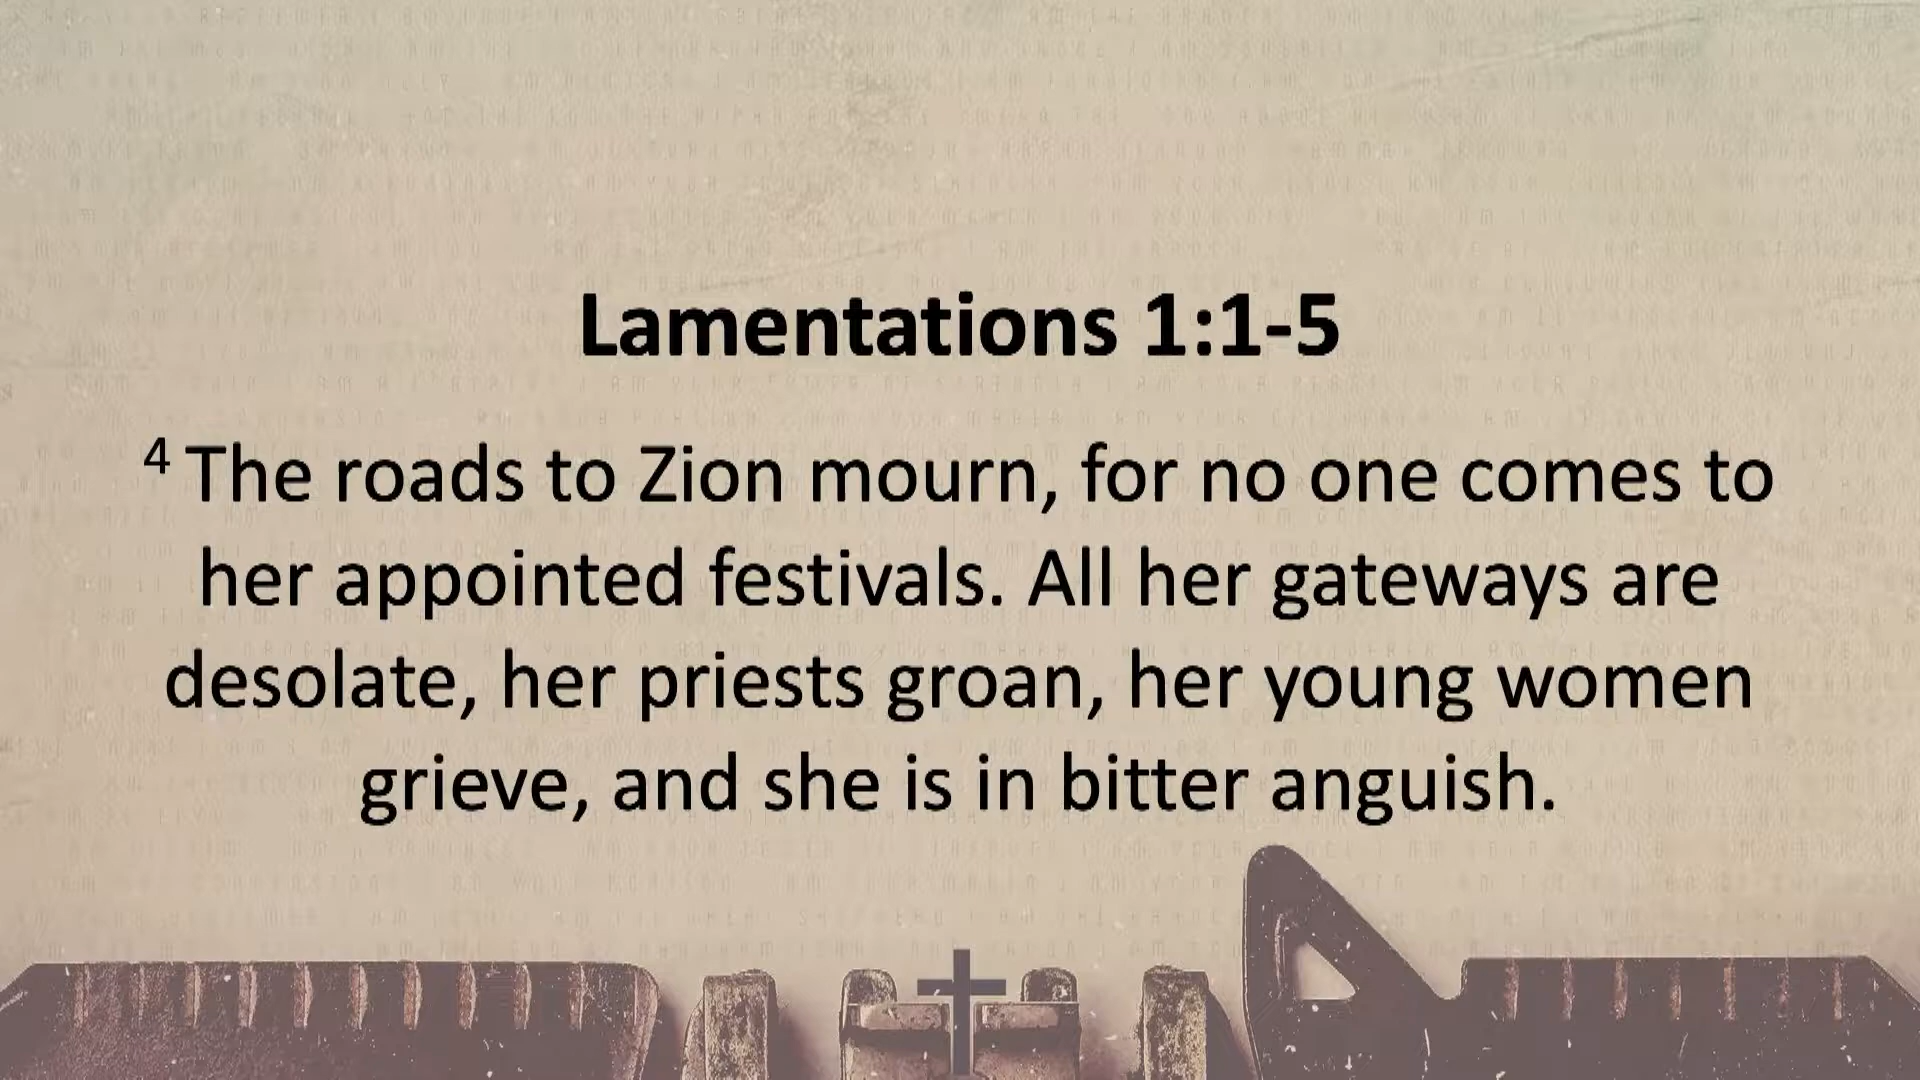 Lamentations 1:1-5
4 The roads to Zion mourn, for no one comes to
her appointed festivals. All her gateways are
desolate, her priests groan, her young women
grieve, and she is in bitter anguish.